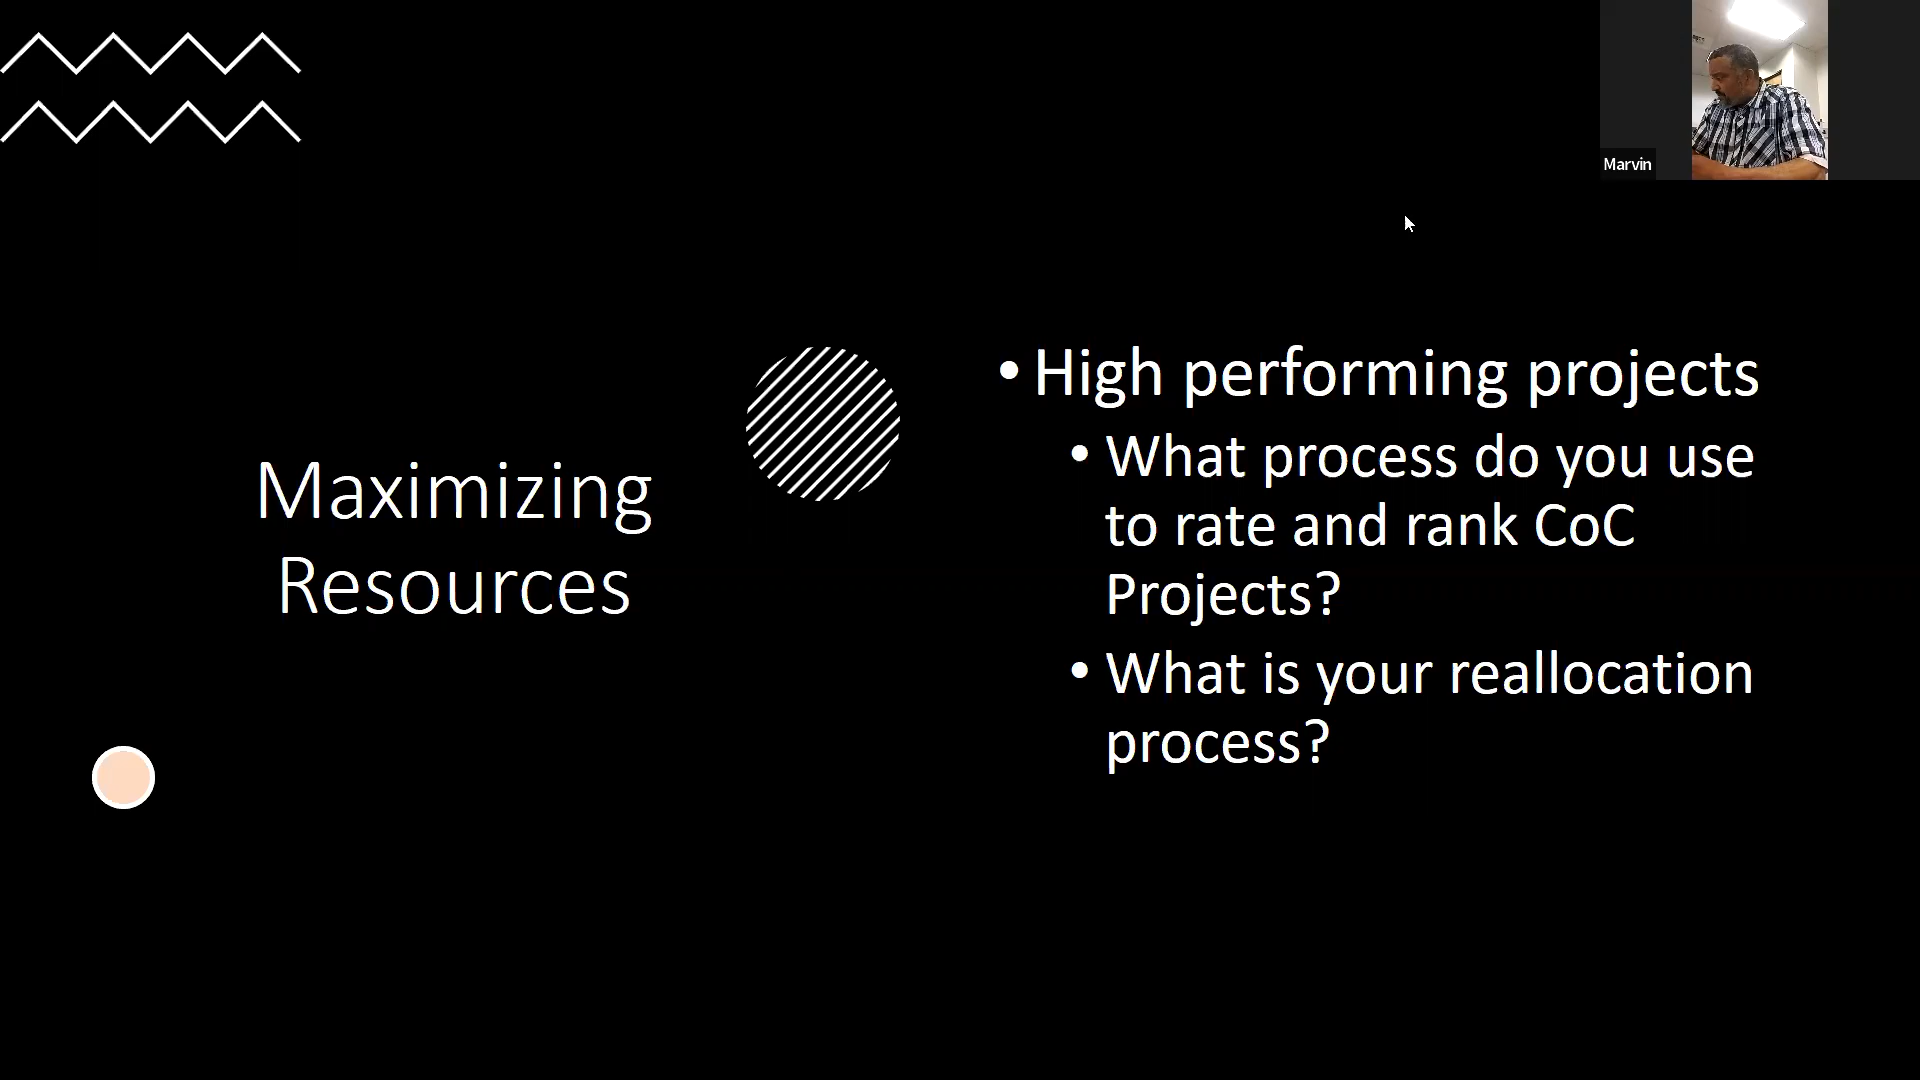 Marvin
Maximizing
Resources
• High performing projects
• What process do you use
to rate and rank CoC
Projects?
• What is your reallocation
process?